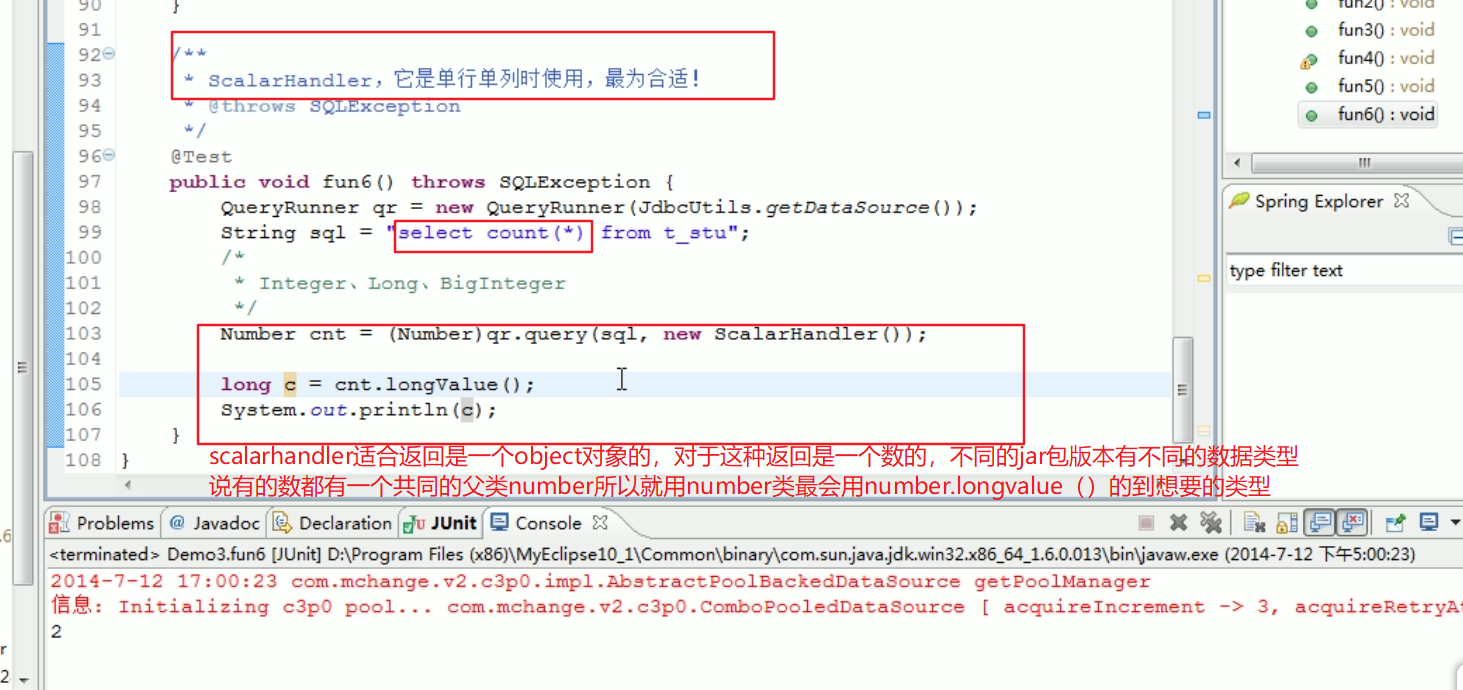 90 }
91
92 /**
93 * ScalarHandler，它是单行单列时使用，最为合适！
94 * @throws SQLException
95 */
96 @Test
97 public void fun6() throws SQLException {
98 QueryRunner qr = new QueryRunner(JdbcUtils.getDataSource());
99 String sql = "select count(*) from t_stu";
100 /*
101 * Integer、Long、BigInteger
102 */
103 Number cnt = (Number)qr.query(sql, new ScalarHandler());
104
105 long c = cnt.longValue();
106 System.out.println(c);
107 }
108 }
scalarhandler适合返回是一个object对象的，对于这种返回是一个数的，不同的jar包版本有不同的数据类型
说有的数都有一个共同的父类number所以就用number类最会用number.longvalue（）的到想要的类型
fun2() : void
fun3() : void
fun4() : void
fun5() : void
fun6() : void
Spring Explorer
type filter text
Problems @ Javadoc Declaration JUnit Console
<terminated> Demo3.fun6 [JUnit] D:\Program Files (x86)\MyEclipse10_1\Common\binary\com.sun.java.jdk.win32.x86_64_1.6.0.013\bin\javaw.exe (2014-7-12 下午5:00:23)
2014-7-12 17:00:23 com.mchange.v2.c3p0.impl.AbstractPoolBackedDataSource getPoolManager
信息: Initializing c3p0 pool... com.mchange.v2.c3p0.ComboPooledDataSource [ acquireIncrement -> 3, acquireRetryAt
2